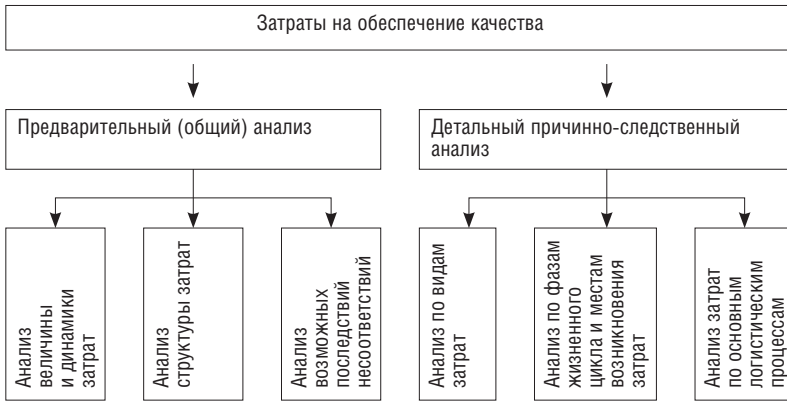 Затраты на обеспечение качества
Предварительный (общий) анализ
Детальный причинно-следственный
анализ
Анализ
величины
и динамики
затрат
Анализ
структуры затрат
Анализ
возможных
последствий
несоответствий
Анализ по видам
затрат
Анализ по фазам
жизненного
цикла и местам
возникновения
затрат
Анализ затрат
по основным
логистическим
процессам